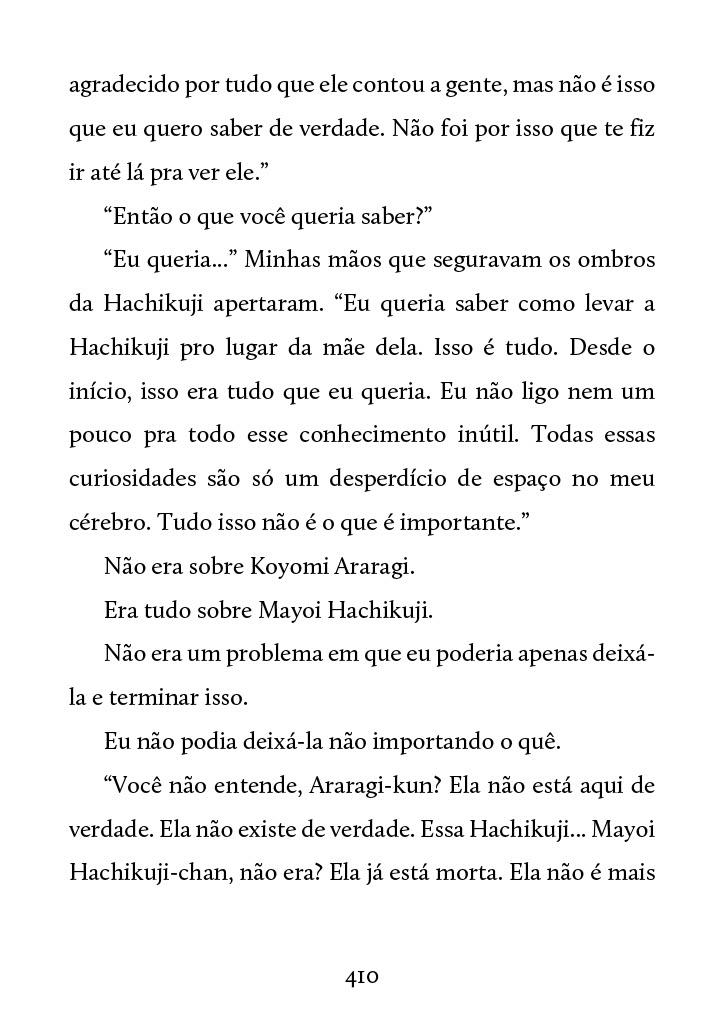 agradecido por tudo que ele contou a gente, mas não é isso
que eu quero saber de verdade. Não foi por isso que te fiz
ir até lá pra ver ele.”
“Então o que você queria saber?”
“Eu queria...” Minhas mãos que seguravam os ombros
da Hachikuji apertaram. “Eu queria saber como levar a
Hachikuji pro lugar da mãe dela. Isso é tudo. Desde o
início, isso era tudo que eu queria. Eu não ligo nem um
pouco pra todo esse conhecimento inútil. Todas essas
curiosidades são só um desperdício de espaço no meu
cérebro. Tudo isso não é o que é importante.”
Não era sobre Koyomi Araragi.
Era tudo sobre Mayoi Hachikuji.
Não era um problema em que eu poderia apenas deixá-
la e terminar isso.
Eu não podia deixá-la não importando o quê.
“Você não entende, Araragi-kun? Ela não está aqui de
verdade. Ela não existe de verdade. Essa Hachikuji... Mayoi
Hachikuji-chan, não era? Ela já está morta. Ela não é mais
410